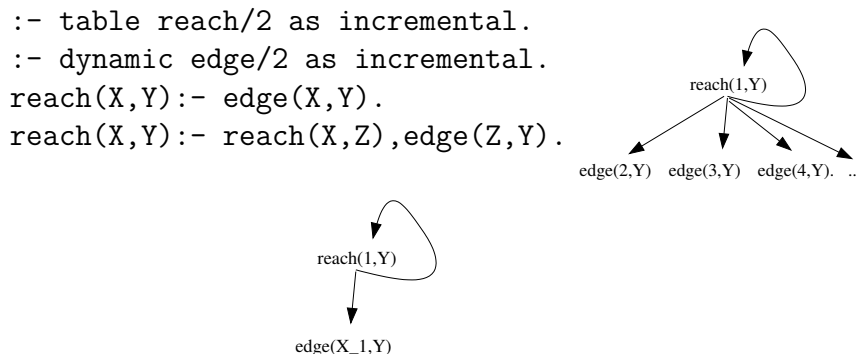 :- table reach/2 as incremental.
:- dynamic edge/2 as incremental.
reach(X,Y):- edge(X,Y).
reach(X,Y):- reach(X,Z),edge(Z,Y).
reach(1,Y)
edge(2,Y) edge(3,Y) edge(4,Y). ..
reach(1,Y)
edge(X_1,Y)